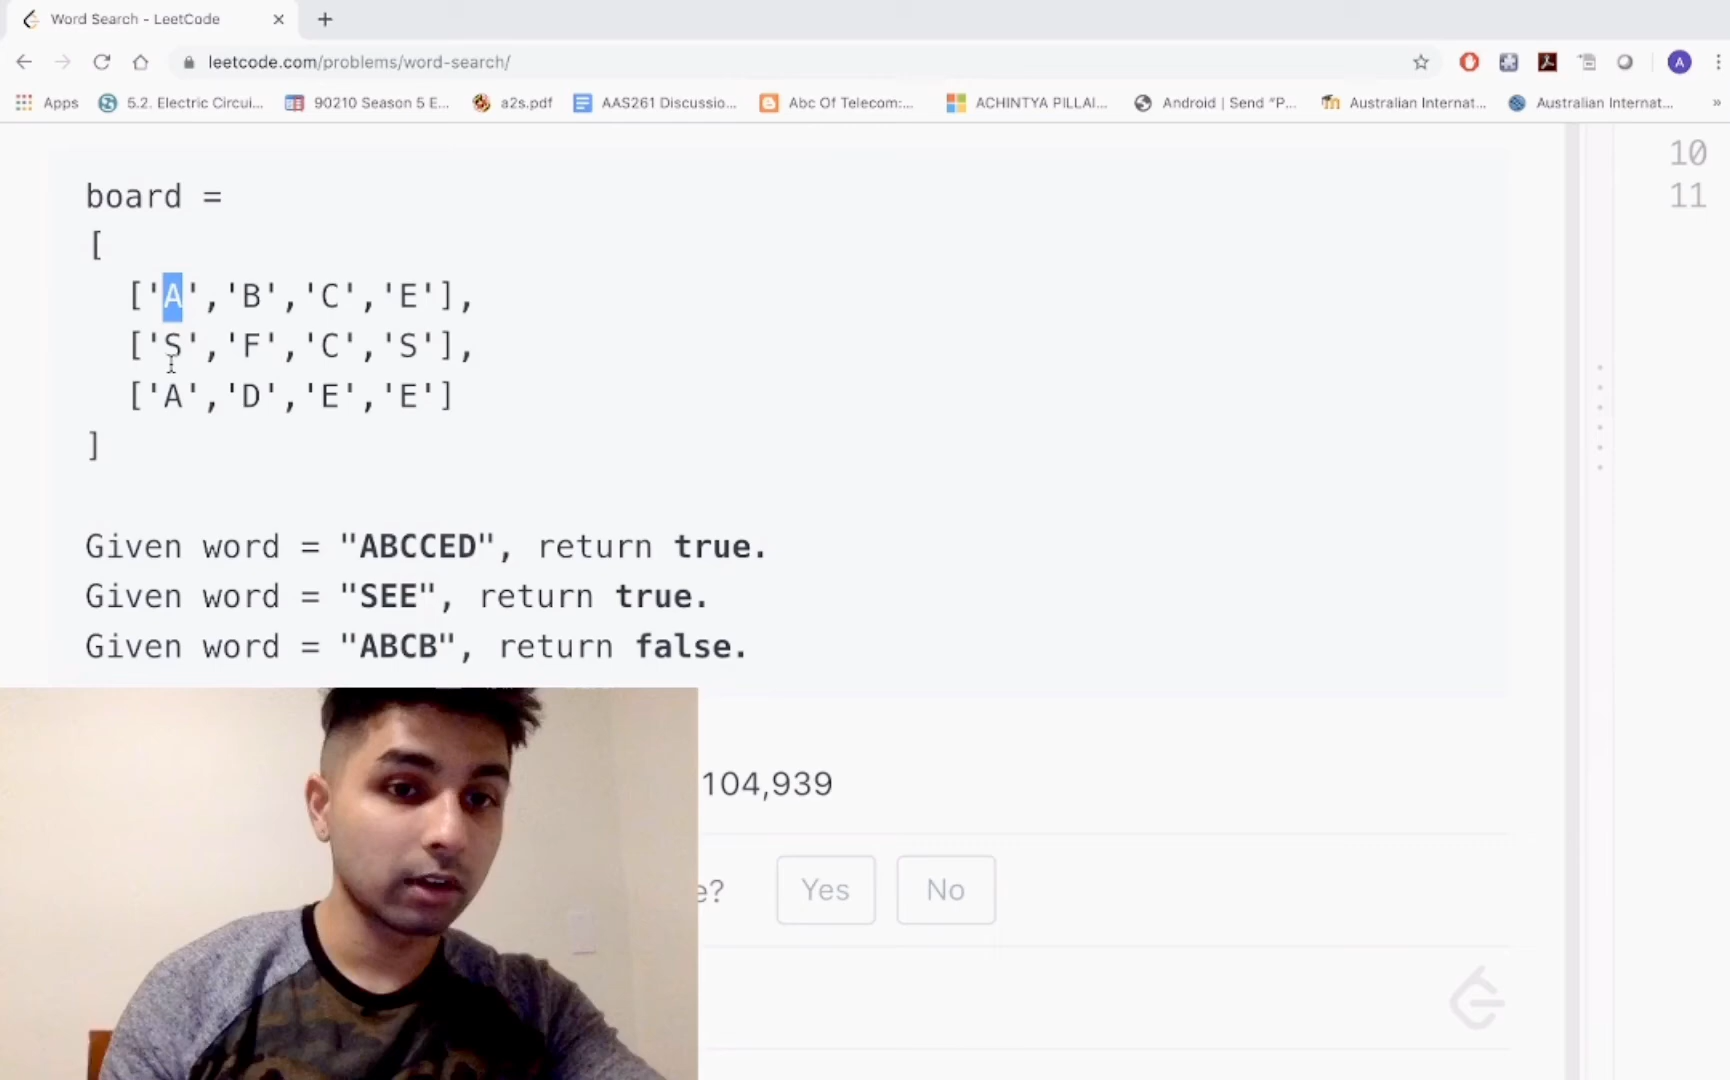 Word Search - LeetCode
leetcode.com/problems/word-search/
A
Apps 5.2. Electric Circui... 90210 Season 5 E... a2s.pdf AAS261 Discussio... Abc Of Telecom:... ACHINTYA PILLAI... Android | Send “P... Australian Internat... Australian Internat... »
10
11
board =
[
['A','B','C','E'],
['S','F','C','S'],
['A','D','E','E']
]
Given word = "ABCCED", return true.
Given word = "SEE", return true.
Given word = "ABCB", return false.
104,939
e? Yes No